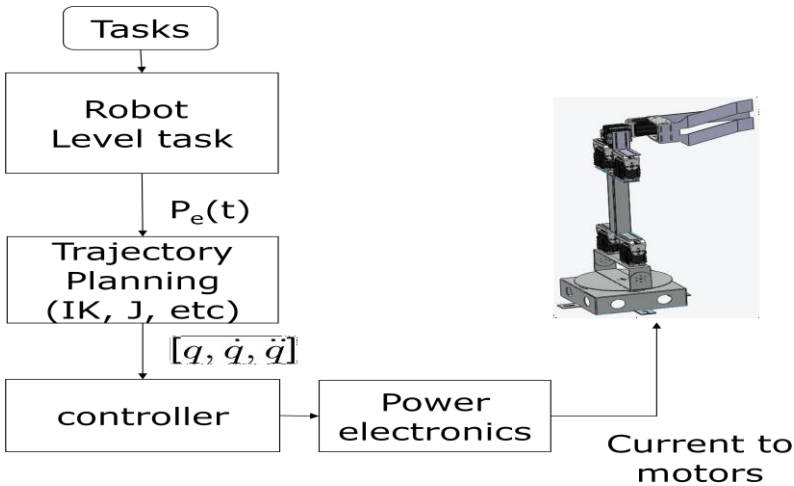 Tasks
Robot
Level task
Pₑ(t)
Trajectory
Planning
(IK, J, etc)
[q, q̇, q̈]
controller
Power
electronics
Current to
motors